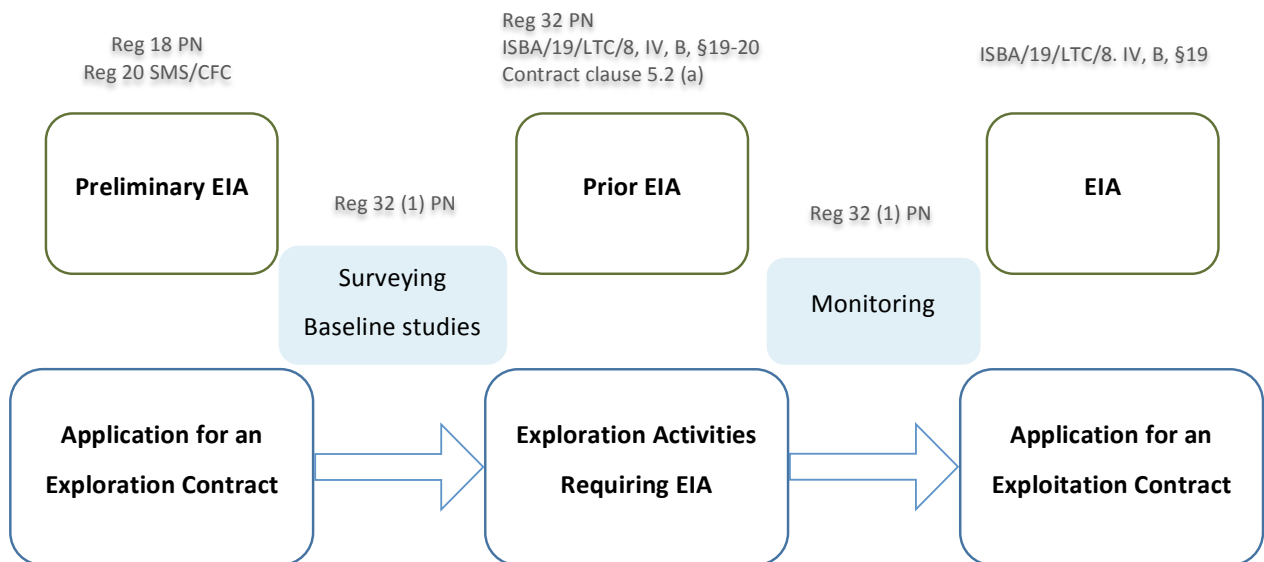 Reg 18 PN
Reg 20 SMS/CFC
Reg 32 PN
ISBA/19/LTC/8, IV, B, §19-20
Contract clause 5.2 (a)
ISBA/19/LTC/8. IV, B, §19
Preliminary EIA
Prior EIA
EIA
Reg 32 (1) PN
Reg 32 (1) PN
Surveying
Baseline studies
Monitoring
Application for an
Exploration Contract
Exploration Activities
Requiring EIA
Application for an
Exploitation Contract